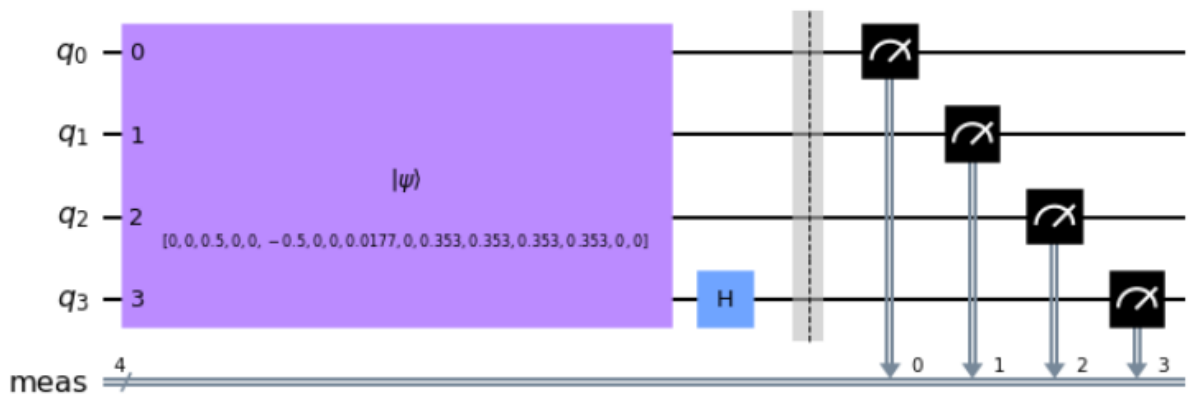 q0 0
q1 1
|ψ⟩
q2 2
[0, 0, 0.5, 0, 0, −0.5, 0, 0, 0.0177, 0, 0.353, 0.353, 0.353, 0.353, 0, 0]
q3 3 H
4 0 1 2 3
meas